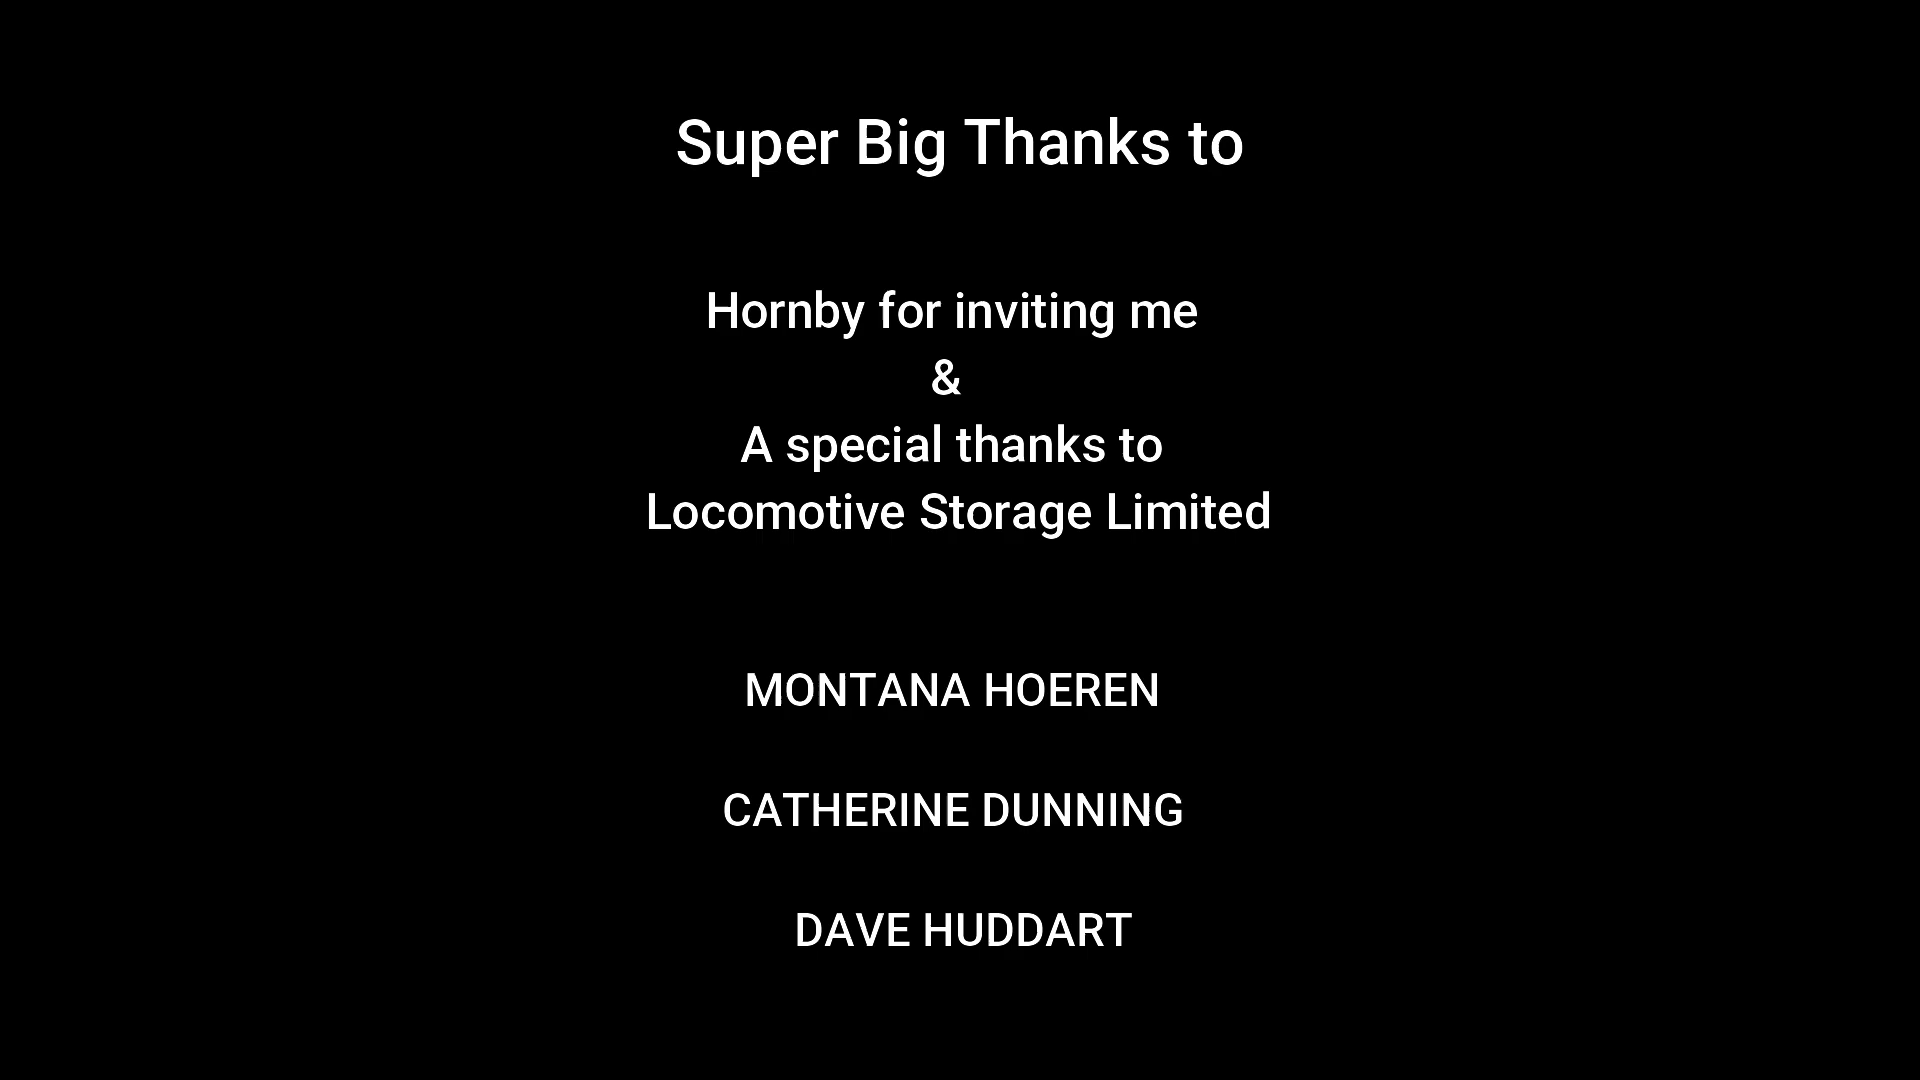 Super Big Thanks to
Hornby for inviting me
&
A special thanks to
Locomotive Storage Limited
MONTANA HOEREN
CATHERINE DUNNING
DAVE HUDDART